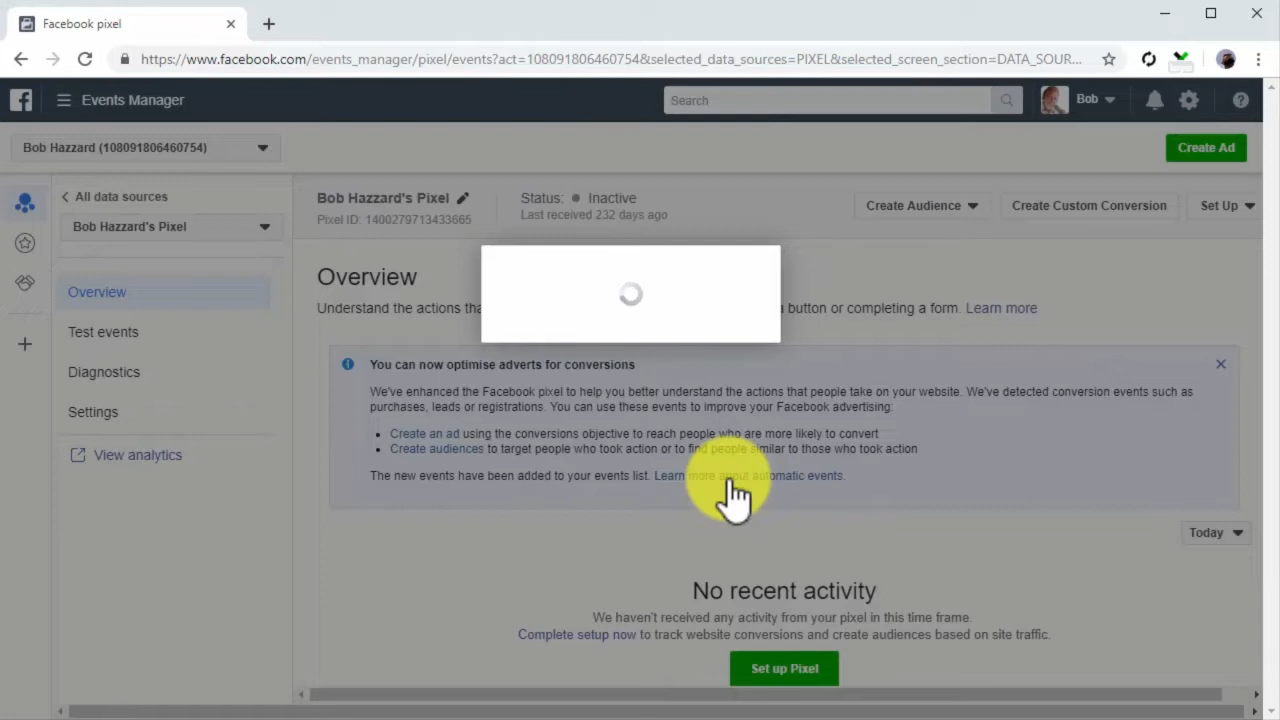 Facebook pixel
https://www.facebook.com/events_manager/pixel/events?act=108091806460754&selected_data_sources=PIXEL&selected_screen_section=DATA_SOUR...
Events Manager
Search
Bob
Bob Hazzard (108091806460754)
Create Ad
All data sources
Bob Hazzard's Pixel
Bob Hazzard's Pixel
Pixel ID: 1400279713433665
Status: Inactive
Last received 232 days ago
Create Audience
Create Custom Conversion
Set Up
Overview
Test events
Diagnostics
Settings
View analytics
Overview
Understand the actions tha button or completing a form. Learn more
You can now optimise adverts for conversions
We've enhanced the Facebook pixel to help you better understand the actions that people take on your website. We've detected conversion events such as
purchases, leads or registrations. You can use these events to improve your Facebook advertising:
Create an ad using the conversions objective to reach people who are more likely to convert
Create audiences to target people who took action or to find people similar to those who took action
The new events have been added to your events list. Learn more about automatic events.
Today
No recent activity
We haven't received any activity from your pixel in this time frame.
Complete setup now to track website conversions and create audiences based on site traffic.
Set up Pixel